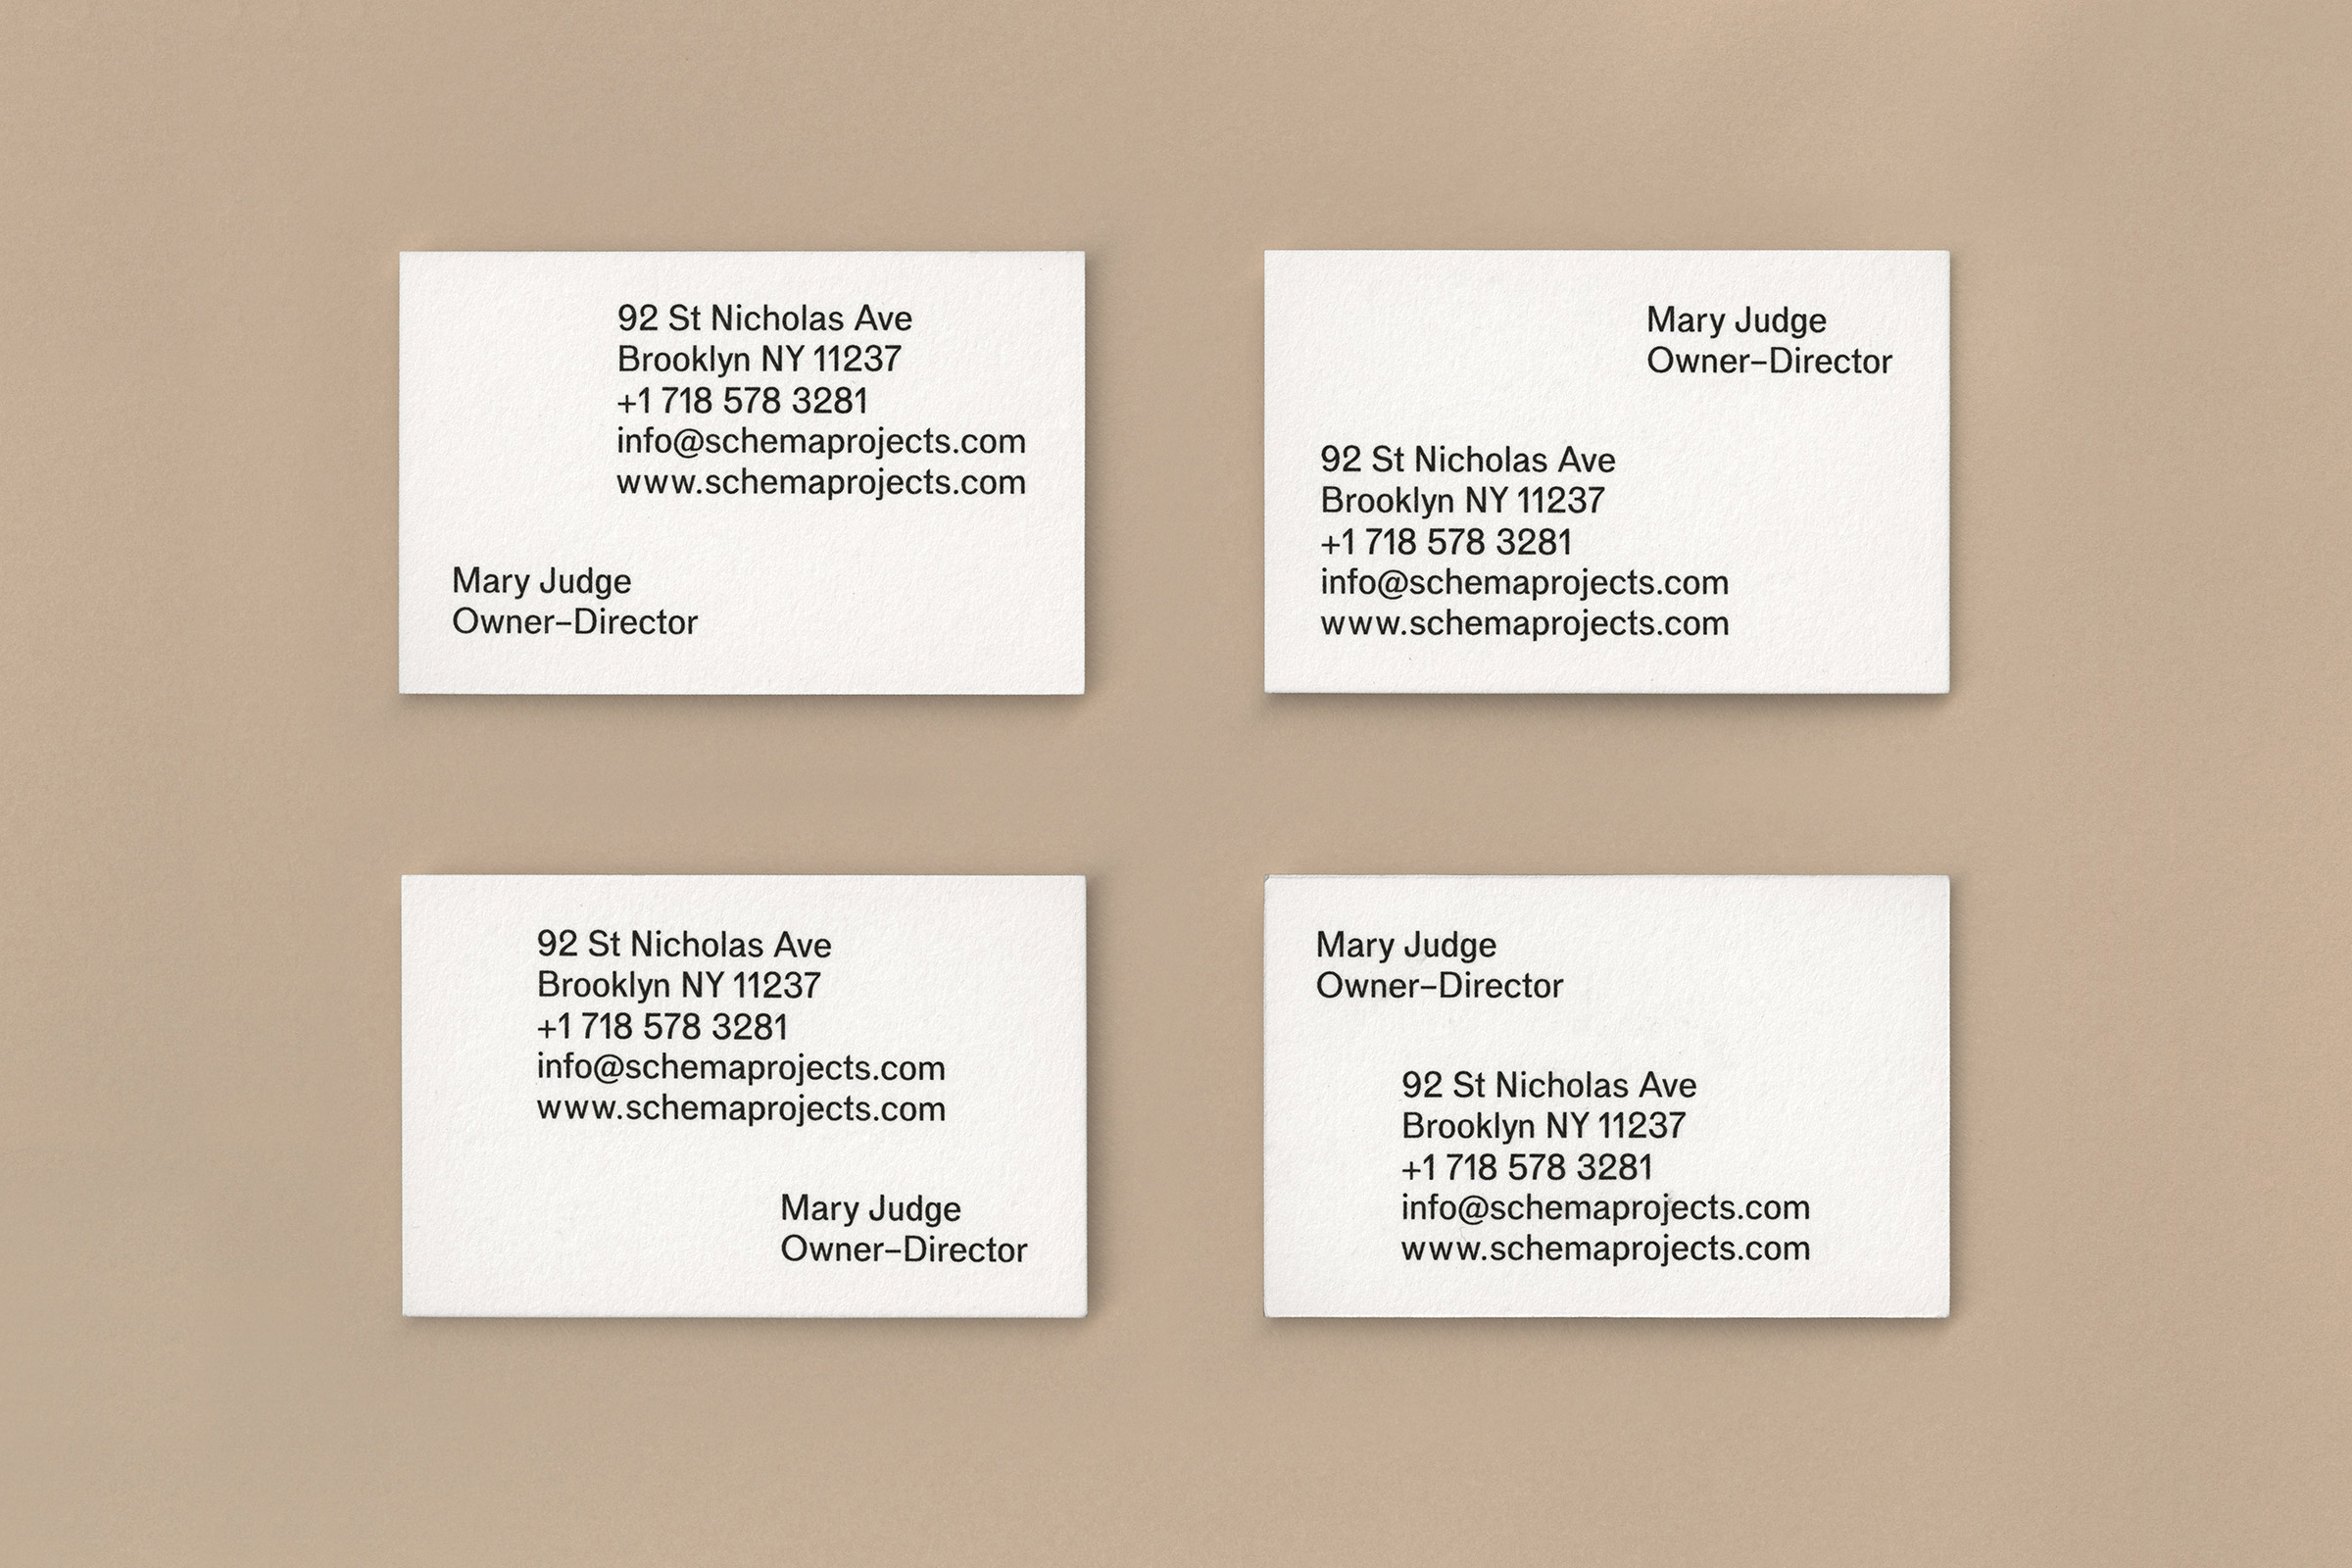 92 St Nicholas Ave
Brooklyn NY 11237
+1 718 578 3281
info@schemaprojects.com
www.schemaprojects.com
Mary Judge
Owner–Director
Mary Judge
Owner–Director
92 St Nicholas Ave
Brooklyn NY 11237
+1 718 578 3281
info@schemaprojects.com
www.schemaprojects.com
92 St Nicholas Ave
Brooklyn NY 11237
+1 718 578 3281
info@schemaprojects.com
www.schemaprojects.com
Mary Judge
Owner–Director
Mary Judge
Owner–Director
92 St Nicholas Ave
Brooklyn NY 11237
+1 718 578 3281
info@schemaprojects.com
www.schemaprojects.com